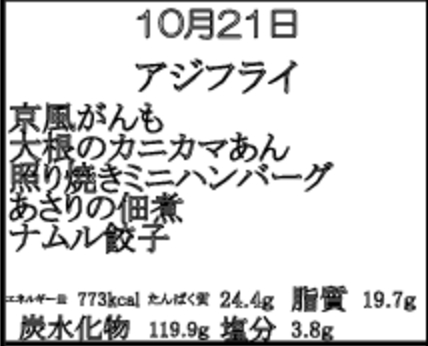 10月21日
アジフライ
京風がんも
大根のカニカマあん
照り焼きミニハンバーグ
あさりの佃煮
ナムル餃子
エネルギー量 773kcal たんぱく質 24.4g 脂質 19.7g
炭水化物 119.9g 塩分 3.8g